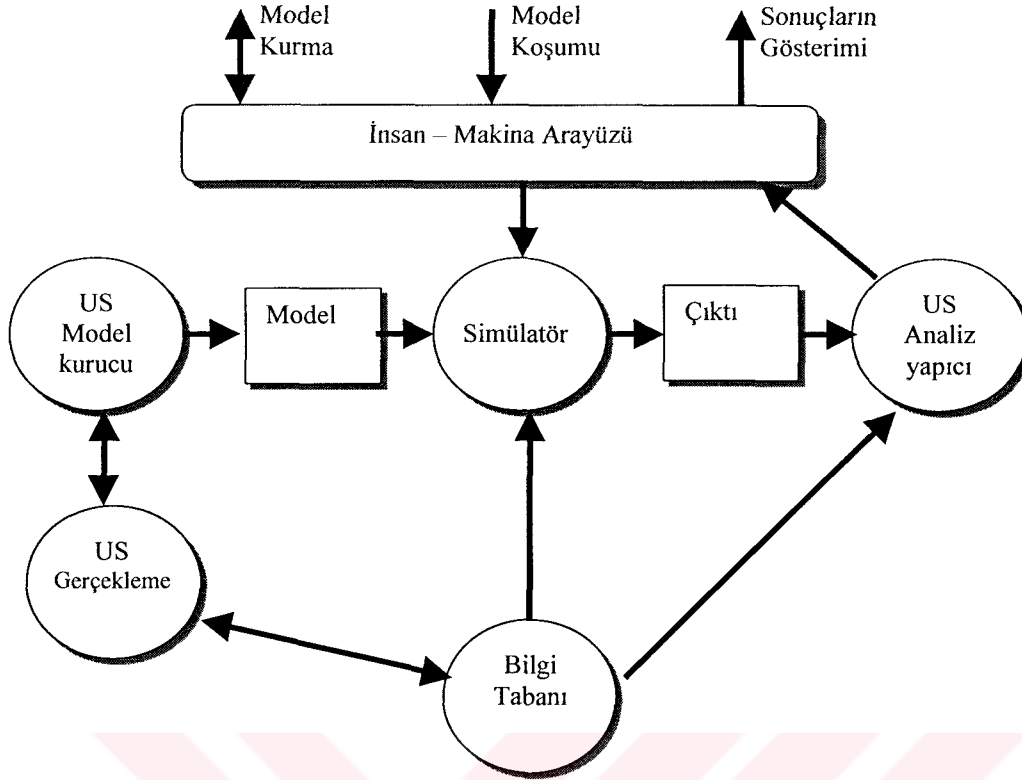 Model
Kurma
Model
Koşumu
Sonuçların
Gösterimi
İnsan – Makina Arayüzü
US
Model
kurucu
Model
Simülatör
Çıktı
US
Analiz
yapıcı
US
Gerçekleme
Bilgi
Tabanı